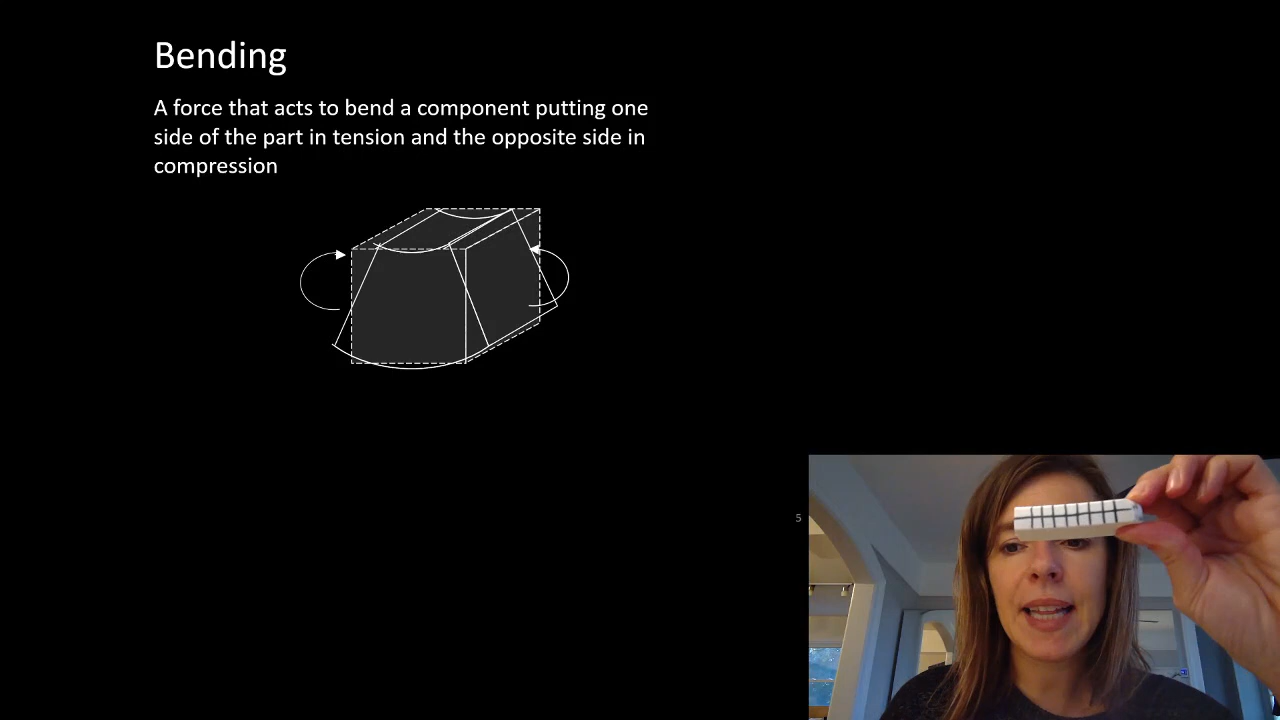 Bending
A force that acts to bend a component putting one
side of the part in tension and the opposite side in
compression
5